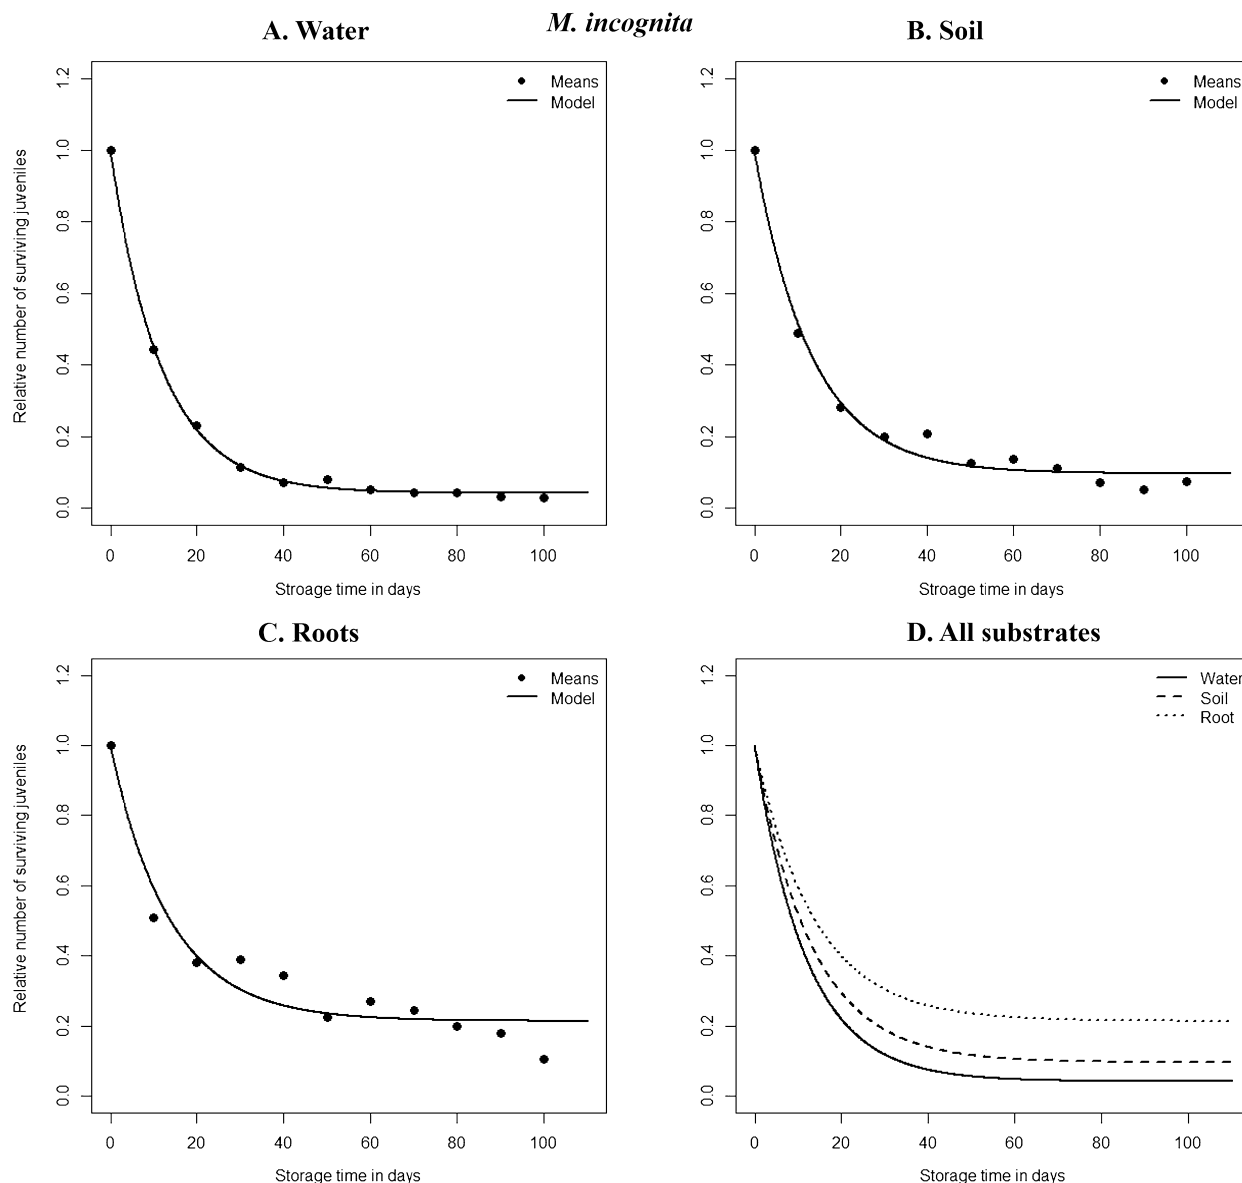 M. incognita
A. Water
B. Soil
Relative number of surviving juveniles
1.2
1.0
0.8
0.6
0.4
0.2
0.0
Means
Model
0 20 40 60 80 100
Stroage time in days
1.2
1.0
0.8
0.6
0.4
0.2
0.0
Means
Model
0 20 40 60 80 100
Stroage time in days
C. Roots
D. All substrates
Relative number of surviving juveniles
1.2
1.0
0.8
0.6
0.4
0.2
0.0
Means
Model
0 20 40 60 80 100
Storage time in days
1.2
1.0
0.8
0.6
0.4
0.2
0.0
Water
Soil
Root
0 20 40 60 80 100
Storage time in days